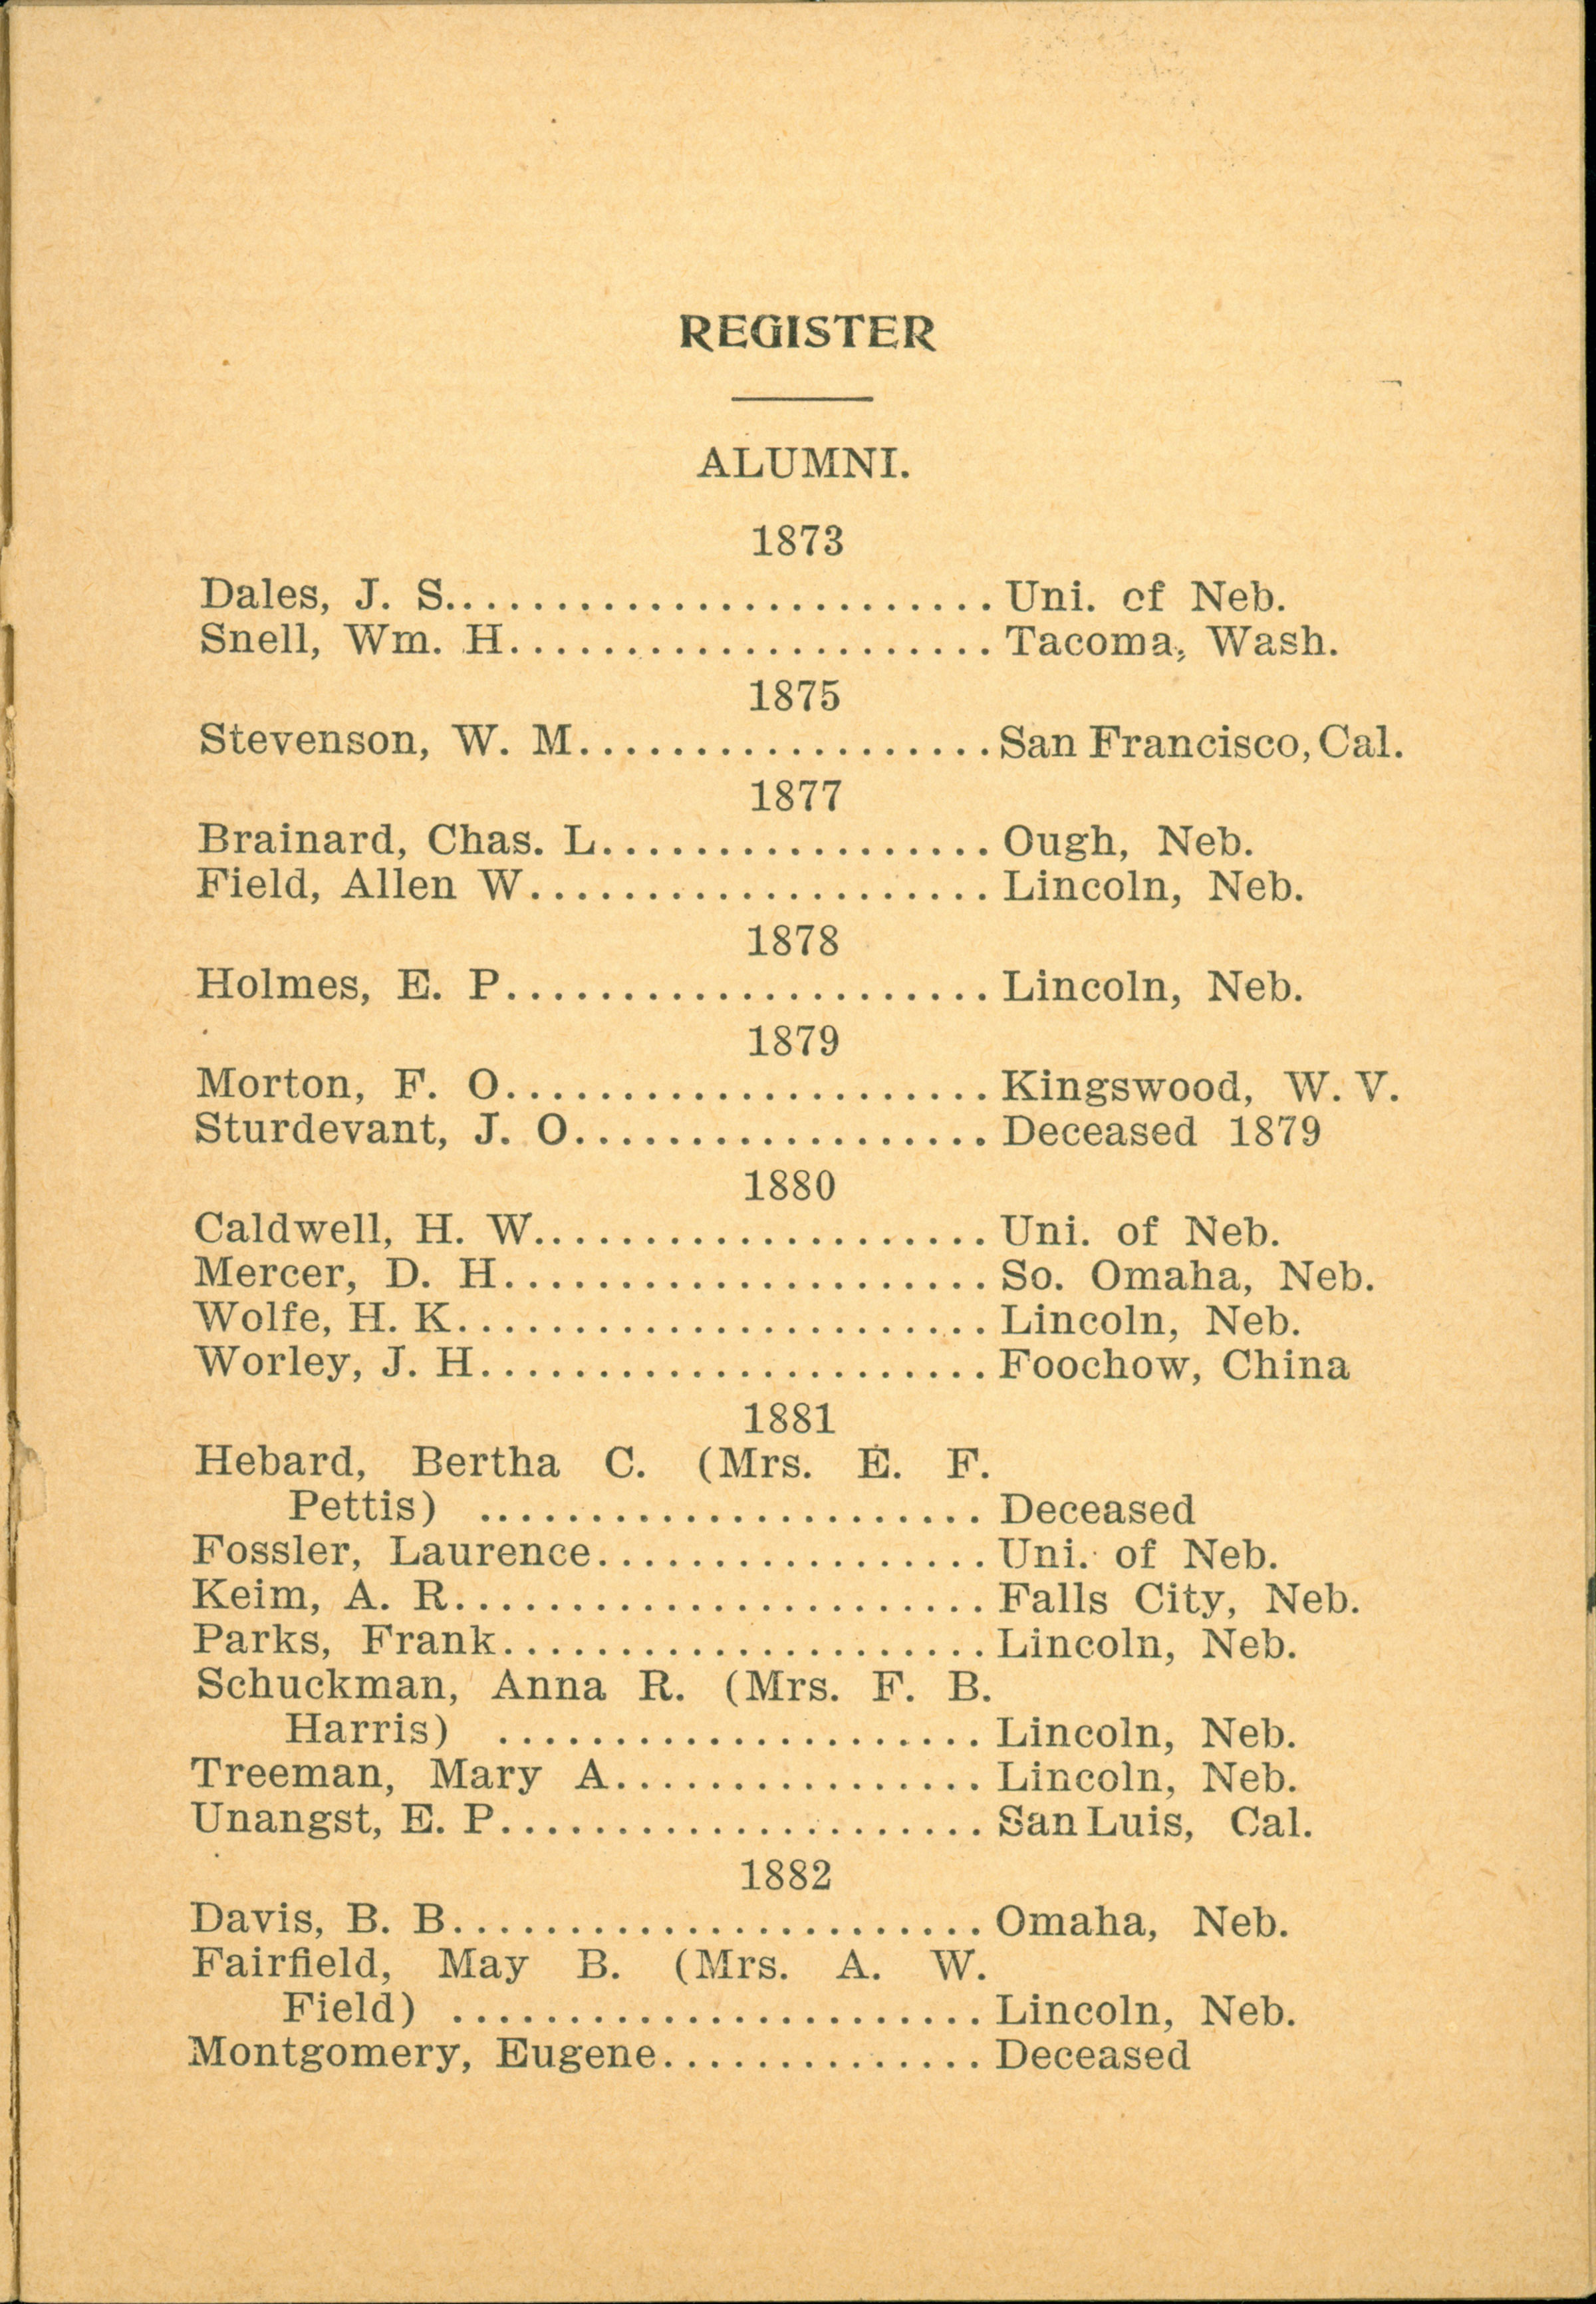 REGISTER
ALUMNI.
1873
Dales, J. S......................... Uni. cf Neb.
Snell, Wm. H..................... Tacoma, Wash.
1875
Stevenson, W. M................... San Francisco, Cal.
1877
Brainard, Chas. L.................. Ough, Neb.
Field, Allen W..................... Lincoln, Neb.
1878
Holmes, E. P...................... Lincoln, Neb.
1879
Morton, F. O...................... Kingswood, W. V.
Sturdevant, J. O................... Deceased 1879
1880
Caldwell, H. W..................... Uni. of Neb.
Mercer, D. H...................... So. Omaha, Neb.
Wolfe, H. K........................ Lincoln, Neb.
Worley, J. H....................... Foochow, China
1881
Hebard, Bertha C. (Mrs. E. F.
Pettis) ...................... Deceased
Fossler, Laurence.................. Uni. of Neb.
Keim, A. R........................ Falls City, Neb.
Parks, Frank...................... Lincoln, Neb.
Schuckman, Anna R. (Mrs. F. B.
Harris) ..................... Lincoln, Neb.
Treeman, Mary A................. Lincoln, Neb.
Unangst, E. P...................... San Luis, Cal.
1882
Davis, B. B........................ Omaha, Neb.
Fairfield, May B. (Mrs. A. W.
Field) ....................... Lincoln, Neb.
Montgomery, Eugene............... Deceased